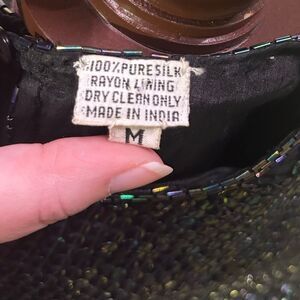 100% PURE SILK
RAYON LINING
DRY CLEAN ONLY
MADE IN INDIA
M